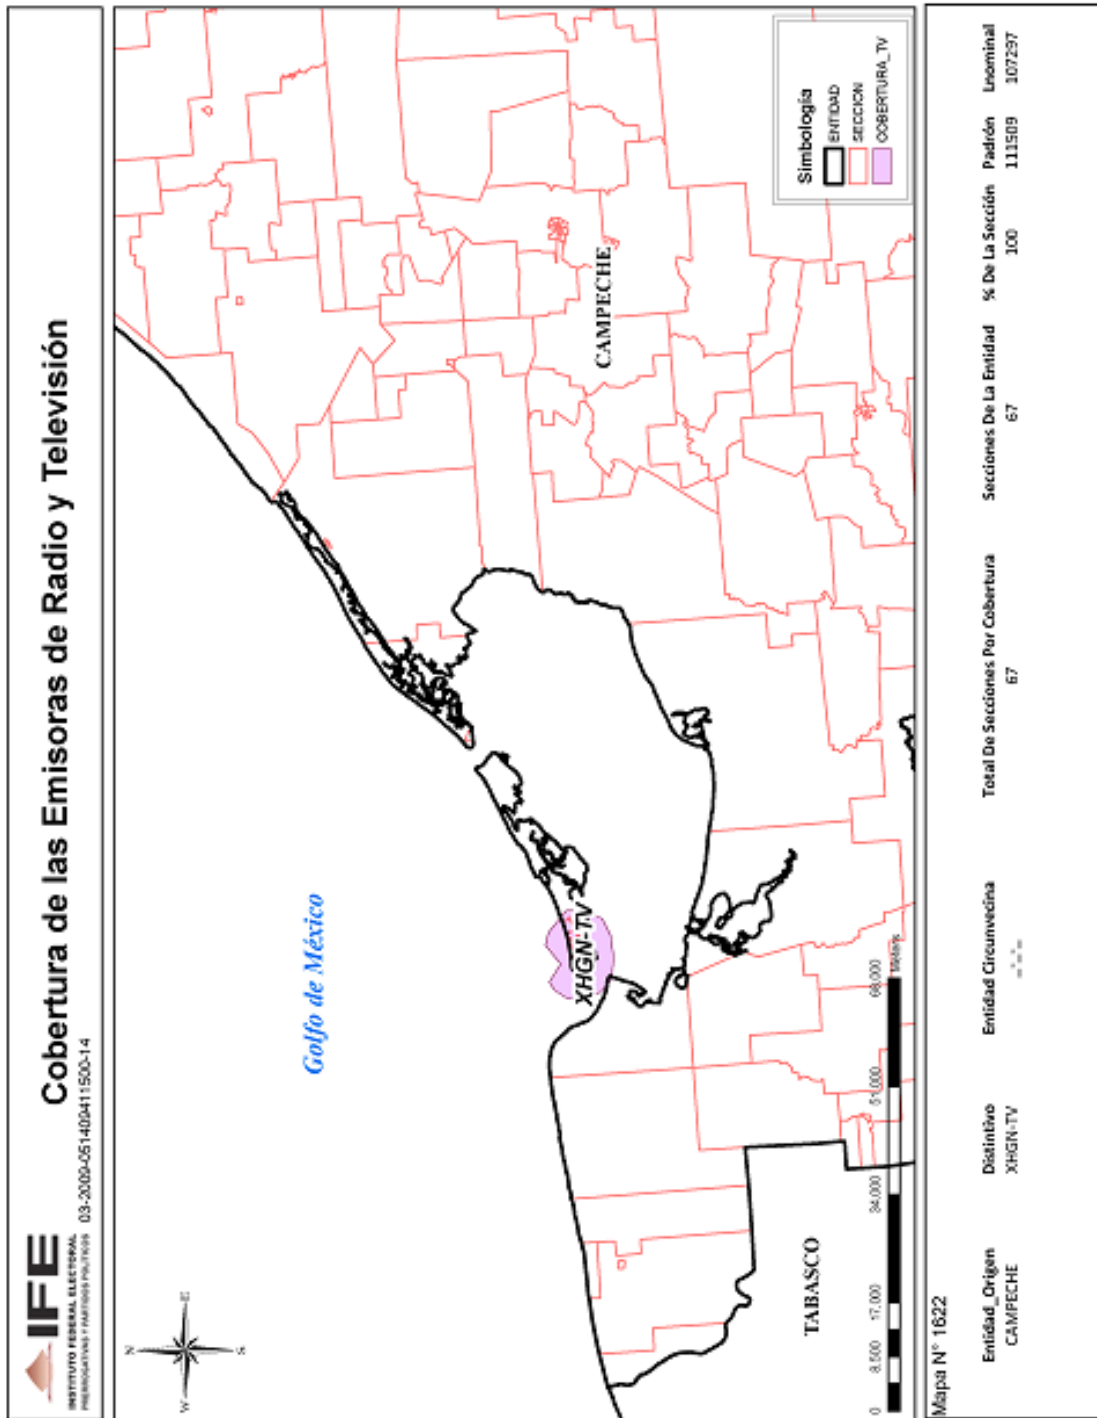 IFE
INSTITUTO FEDERAL ELECTORAL
PRERROGATIVAS Y PARTIDOS POLÍTICOS
Cobertura de las Emisoras de Radio y Televisión
03-2009-051409411500-14
N
W
E
S
Golfo de México
XHGN-TV
CAMPECHE
TABASCO
Simbología
ENTIDAD
SECCION
COBERTURA_TV
0 8,500 17,000 34,000 51,000 68,000
Meters
Mapa N° 1622
Entidad_Origen Distintivo Entidad Circunvecina Total De Secciones Por Cobertura Secciones De La Entidad % De La Sección Padrón Lnominal
CAMPECHE XHGN-TV - - - 67 67 100 111509 107297